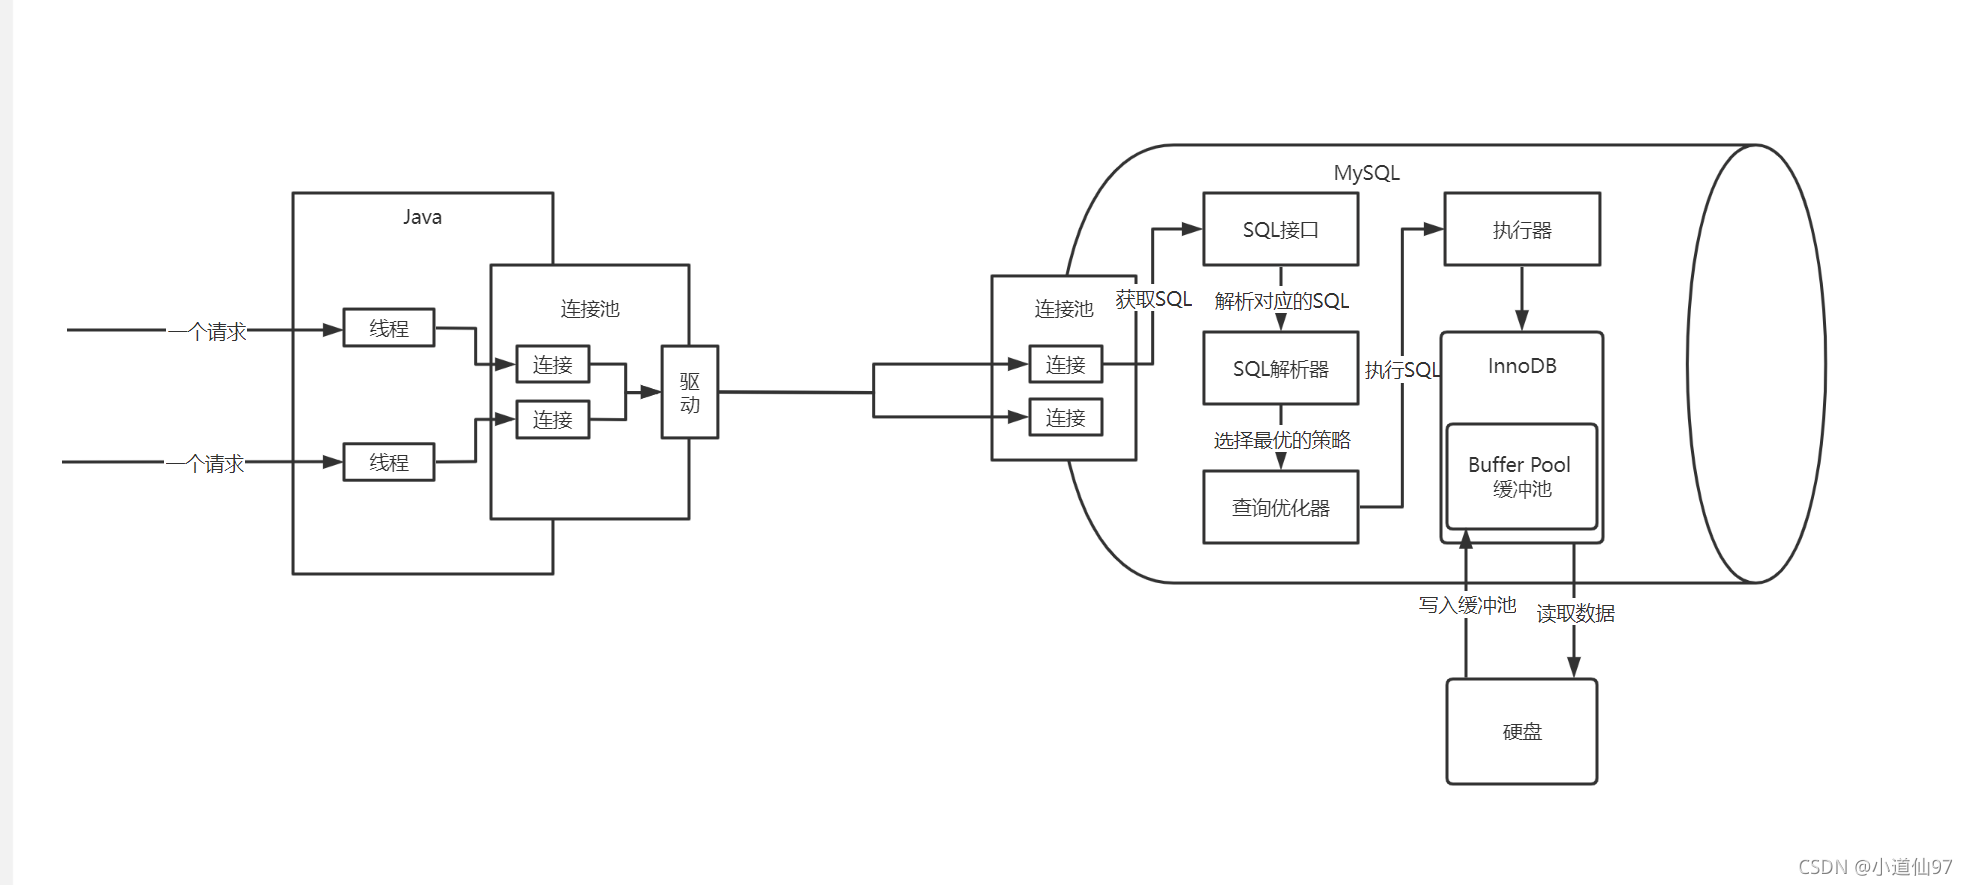 Java
一个请求
线程
连接池
连接
连接
驱
动
一个请求
线程
MySQL
连接池
连接
连接
获取SQL
SQL接口
解析对应的SQL
SQL解析器
选择最优的策略
查询优化器
执行SQL
执行器
InnoDB
Buffer Pool
缓冲池
写入缓冲池
读取数据
硬盘
CSDN @小道仙97